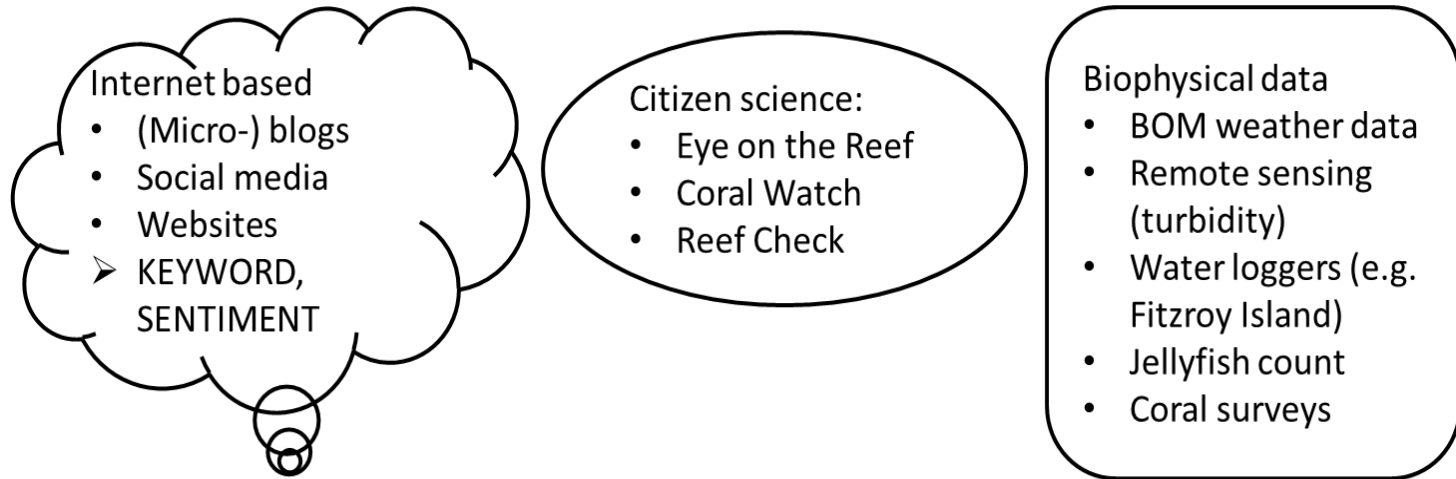 Internet based
• (Micro-) blogs
• Social media
• Websites
➢ KEYWORD,
SENTIMENT
Citizen science:
• Eye on the Reef
• Coral Watch
• Reef Check
Biophysical data
• BOM weather data
• Remote sensing
(turbidity)
• Water loggers (e.g.
Fitzroy Island)
• Jellyfish count
• Coral surveys